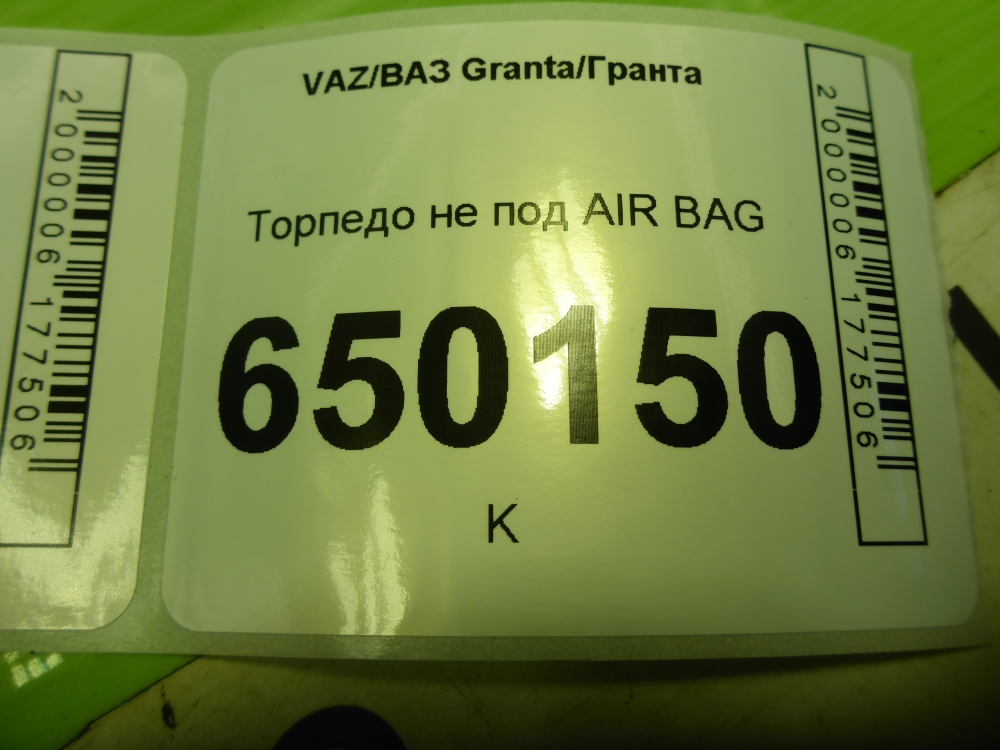 VAZ/ВАЗ Granta/Гранта
Торпедо не под AIR BAG
650150
К
2000006177506
2000006177506